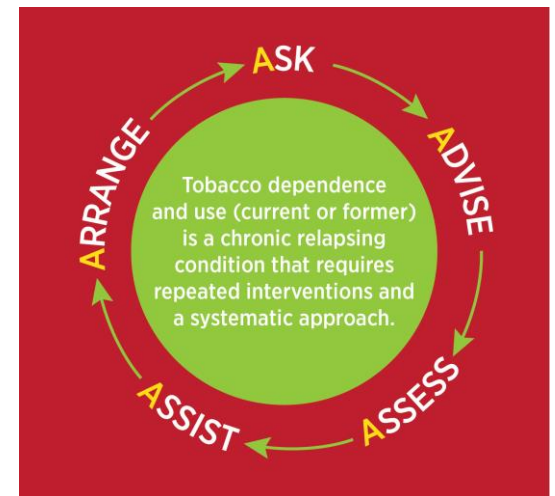 ASK
ADVISE
ASSESS
ASSIST
ARRANGE
Tobacco dependence
and use (current or former)
is a chronic relapsing
condition that requires
repeated interventions and
a systematic approach.